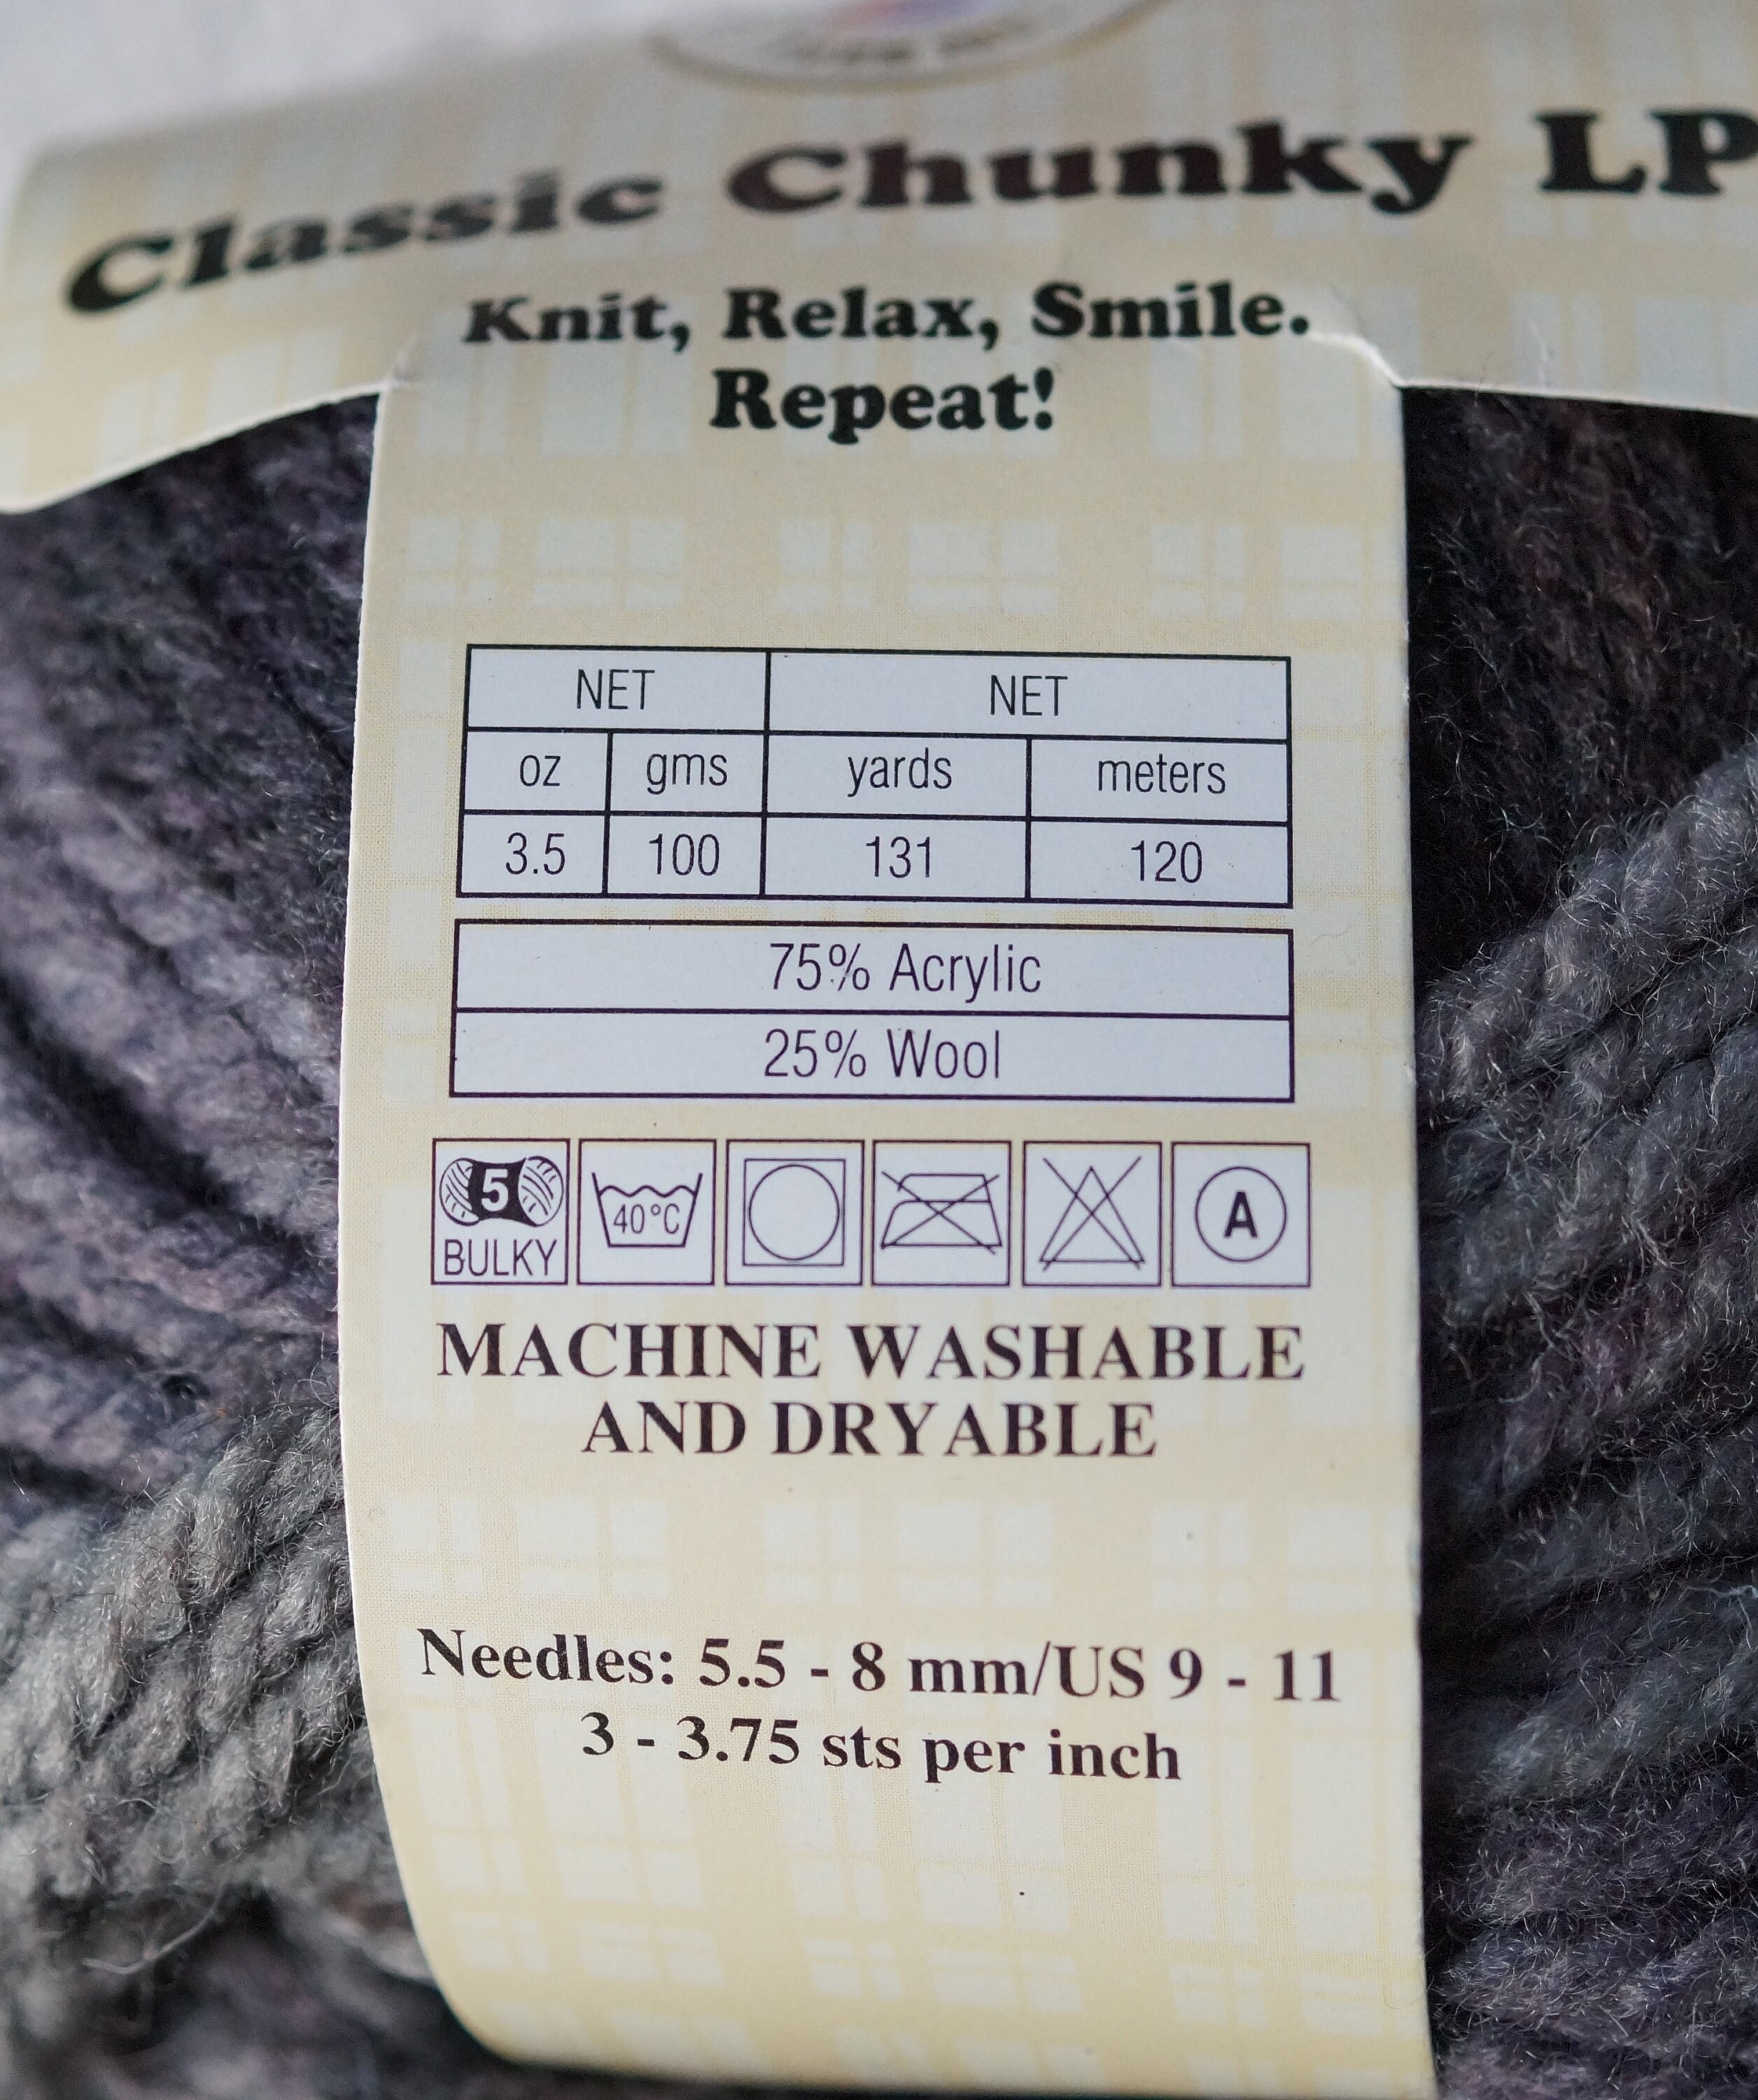 Classic Chunky LP
Knit, Relax, Smile.
Repeat!
NET NET
oz gms yards meters
3.5 100 131 120
75% Acrylic
25% Wool
5 40°C A
BULKY
MACHINE WASHABLE
AND DRYABLE
Needles: 5.5 - 8 mm/US 9 - 11
3 - 3.75 sts per inch